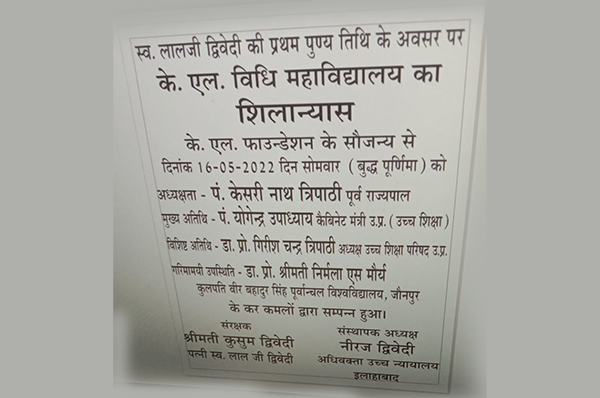 स्व. लालजी द्विवेदी की प्रथम पुण्य तिथि के अवसर पर
के. एल. विधि महाविद्यालय का
शिलान्यास
के. एल. फाउन्डेशन के सौजन्य से
दिनांक 16-05-2022 दिन सोमवार ( बुद्ध पूर्णिमा ) को
अध्यक्षता - पं. केसरी नाथ त्रिपाठी पूर्व राज्यपाल
मुख्य अतिथि - पं. योगेन्द्र उपाध्याय कैबिनेट मंत्री उ.प्र. ( उच्च शिक्षा )
विशिष्ट अतिथि - डा. प्रो. गिरीश चन्द्र त्रिपाठी अध्यक्ष उच्च शिक्षा परिषद उ.प्र.
गरिमामयी उपस्थिति - डा. प्रो. श्रीमती निर्मला एस मौर्य
कुलपति वीर बहादुर सिंह पूर्वान्चल विश्वविद्यालय, जौनपुर
के कर कमलों द्वारा सम्पन्न हुआ।
संरक्षक
श्रीमती कुसुम द्विवेदी
पत्नी स्व. लाल जी द्विवेदी
संस्थापक अध्यक्ष
नीरज द्विवेदी
अधिवक्ता उच्च न्यायालय
इलाहाबाद